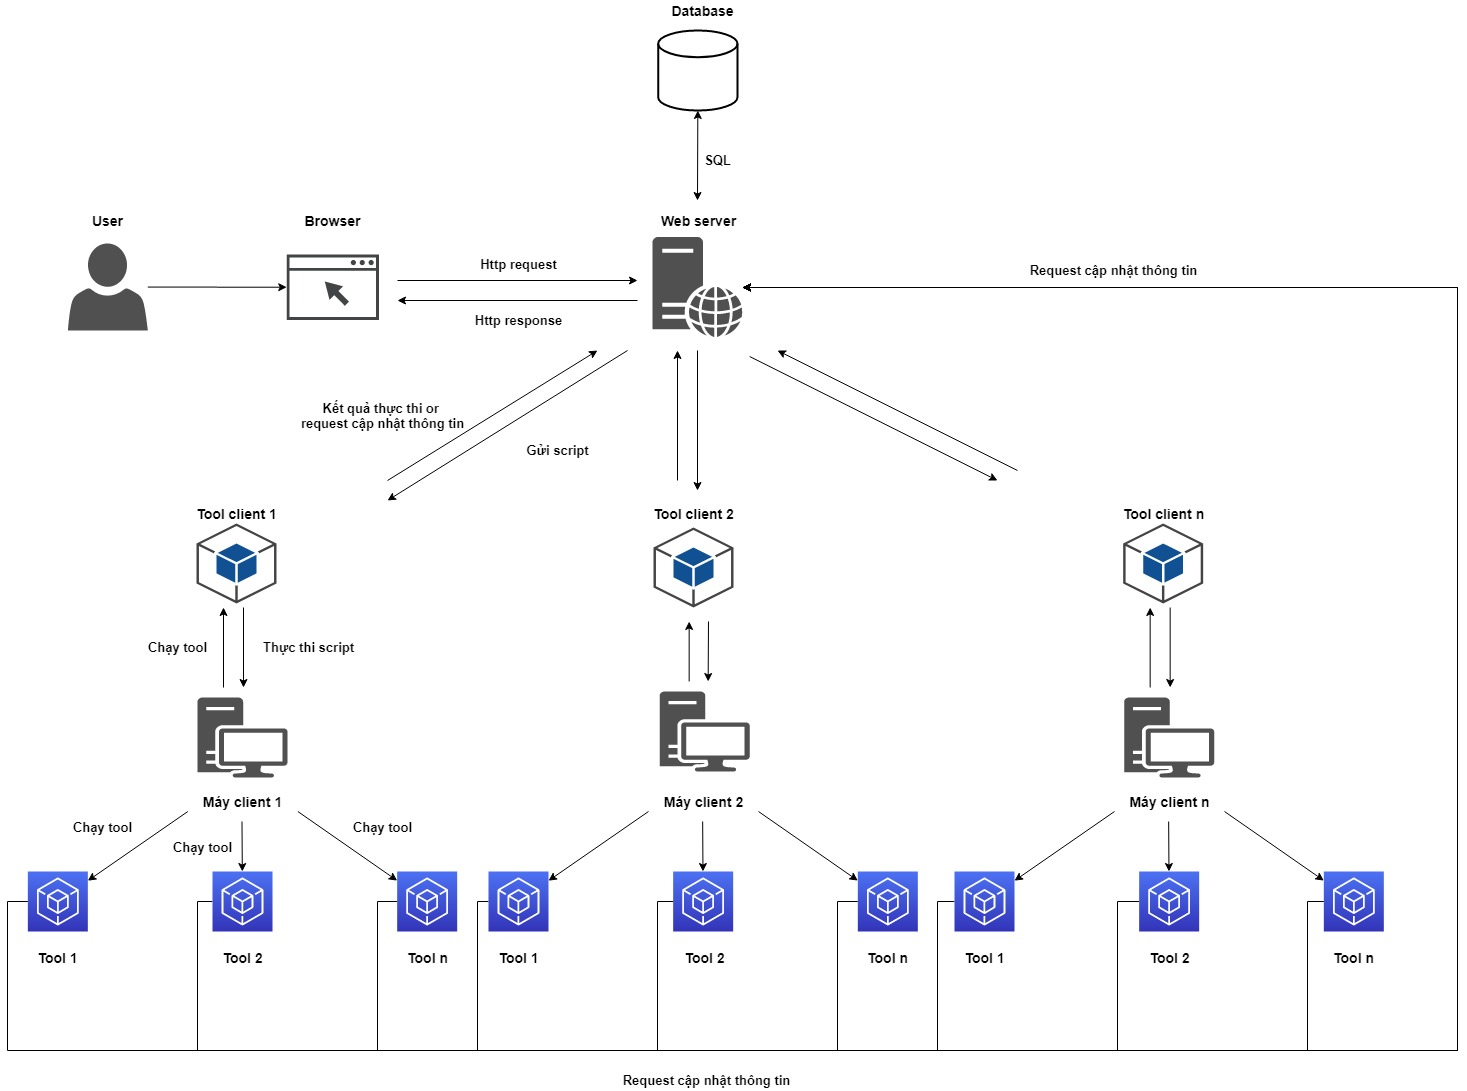 Database
SQL
User
Browser
Web server
Http request
Request cập nhật thông tin
Http response
Kết quả thực thi or
request cập nhật thông tin
Gửi script
Tool client 1
Tool client 2
Tool client n
Chạy tool
Thực thi script
Máy client 1
Máy client 2
Máy client n
Chạy tool
Chạy tool
Chạy tool
Tool 1
Tool 2
Tool n
Tool 1
Tool 2
Tool n
Tool 1
Tool 2
Tool n
Request cập nhật thông tin